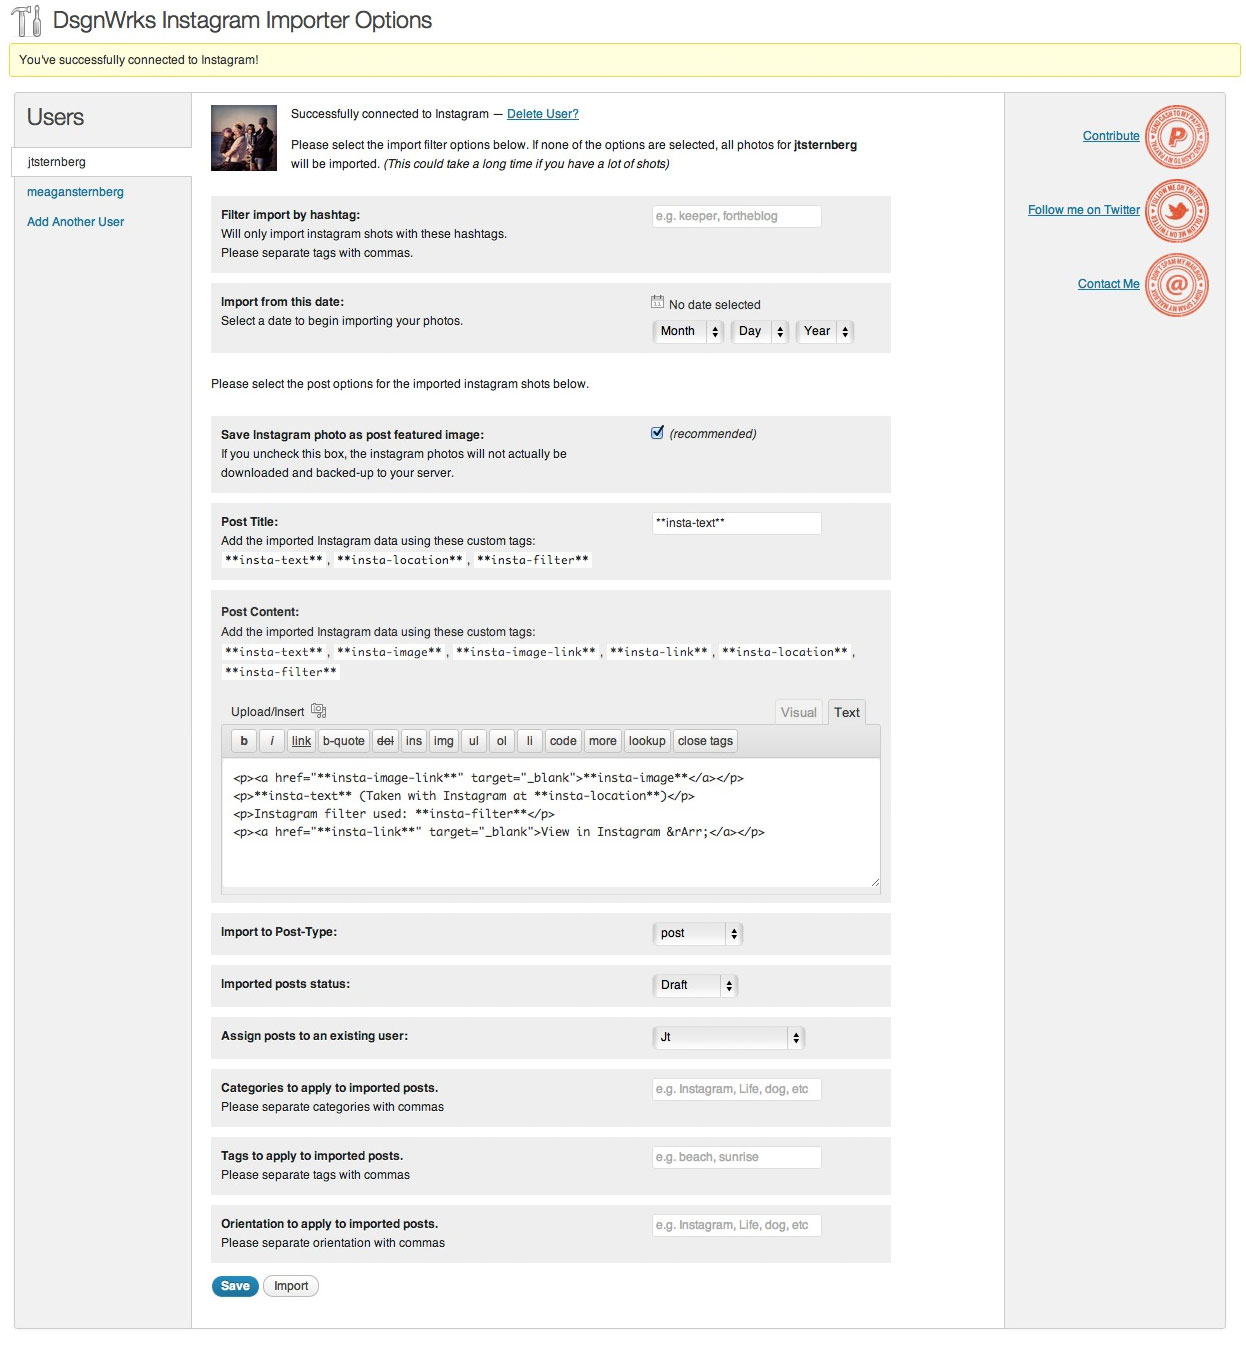 DsgnWrks Instagram Importer Options
You've successfully connected to Instagram!
Users
jtsternberg
meagansternberg
Add Another User
Successfully connected to Instagram — Delete User?
Please select the import filter options below. If none of the options are selected, all photos for jtsternberg
will be imported. (This could take a long time if you have a lot of shots)
Filter import by hashtag:
Will only import instagram shots with these hashtags.
Please separate tags with commas.
e.g. keeper, fortheblog
Import from this date:
Select a date to begin importing your photos.
No date selected
Month Day Year
Please select the post options for the imported instagram shots below.
Save Instagram photo as post featured image:
If you uncheck this box, the instagram photos will not actually be
downloaded and backed-up to your server.
(recommended)
Post Title:
Add the imported Instagram data using these custom tags:
**insta-text**, **insta-location**, **insta-filter**
**insta-text**
Post Content:
Add the imported Instagram data using these custom tags:
**insta-text**, **insta-image**, **insta-image-link**, **insta-link**, **insta-location**,
**insta-filter**
Upload/Insert
Visual Text
b i link b-quote del ins img ul ol li code more lookup close tags
<p><a href="**insta-image-link**" target="_blank">**insta-image**</a></p>
<p>**insta-text** (Taken with Instagram at **insta-location**)</p>
<p>Instagram filter used: **insta-filter**</p>
<p><a href="**insta-link**" target="_blank">View in Instagram &rArr;</a></p>
Import to Post-Type:
post
Imported posts status:
Draft
Assign posts to an existing user:
Jt
Categories to apply to imported posts.
Please separate categories with commas
e.g. Instagram, Life, dog, etc
Tags to apply to imported posts.
Please separate tags with commas
e.g. beach, sunrise
Orientation to apply to imported posts.
Please separate orientation with commas
e.g. Instagram, Life, dog, etc
Save Import
Contribute
SEND CASH TO MY PAYPAL
Follow me on Twitter
FOLLOW ME ON TWITTER
Contact Me
DON'T SPAM MY MAILBOX